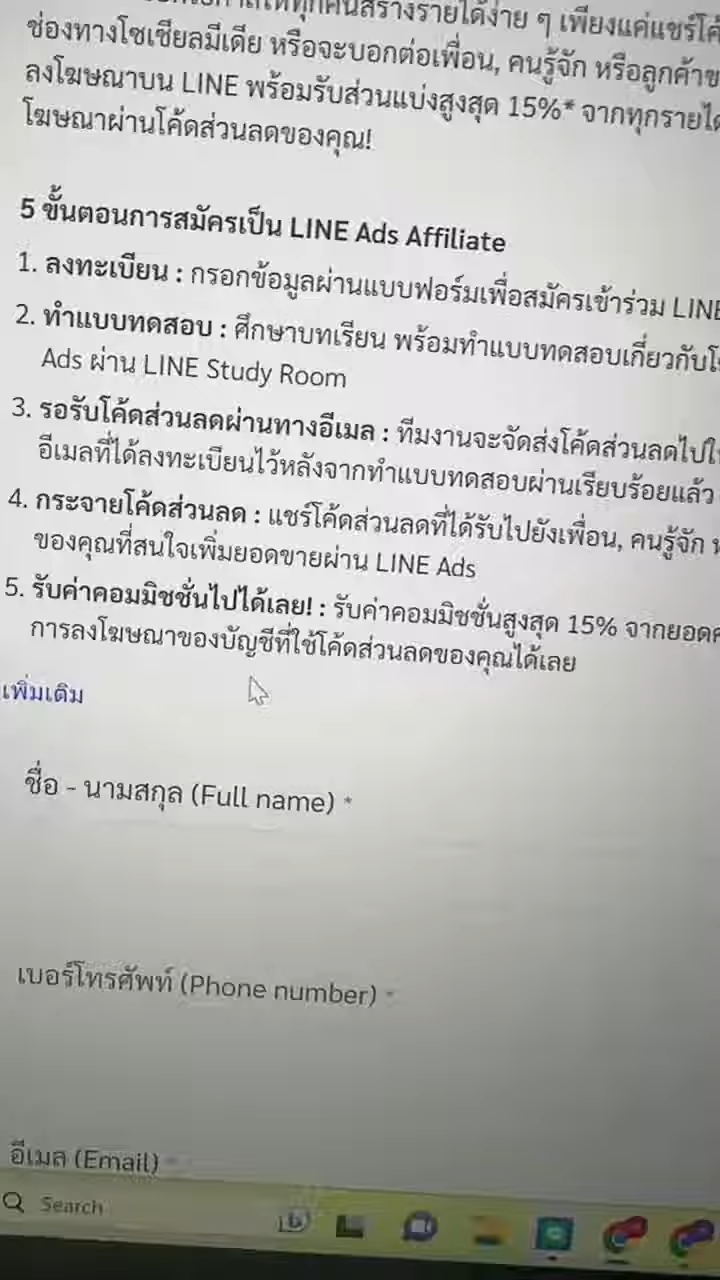 ช่องทางโซเชียลมีเดีย หรือจะบอกต่อเพื่อน, คนรู้จัก หรือลูกค้า
ลงโฆษณาบน LINE พร้อมรับส่วนแบ่งสูงสุด 15%* จากทุก
โฆษณาผ่านโค้ดส่วนลดของคุณ!
5 ขั้นตอนการสมัครเป็น LINE Ads Affiliate
1. ลงทะเบียน : กรอกข้อมูลผ่านแบบฟอร์มเพื่อสมัครเข้าร่วม LINE
2. ทำแบบทดสอบ : ศึกษาบทเรียน พร้อมทำแบบทดสอบเกี่ยวกับ
Ads ผ่าน LINE Study Room
3. รอรับโค้ดส่วนลดผ่านทางอีเมล : ทีมงานจะจัดส่งโค้ดส่วนลดไป
อีเมลที่ได้ลงทะเบียนไว้หลังจากทำแบบทดสอบผ่านเรียบร้อยแล้ว
4. กระจายโค้ดส่วนลด : แชร์โค้ดส่วนลดที่ได้รับไปยังเพื่อน, คนรู้จัก
ของคุณที่สนใจเพิ่มยอดขายผ่าน LINE Ads
5. รับค่าคอมมิชชั่นไปได้เลย! : รับค่าคอมมิชชั่นสูงสุด 15% จากยอด
การลงโฆษณาของบัญชีที่ใช้โค้ดส่วนลดของคุณได้เลย
เพิ่มเติม
ชื่อ - นามสกุล (Full name) *
เบอร์โทรศัพท์ (Phone number) *
อีเมล (Email) *
Search